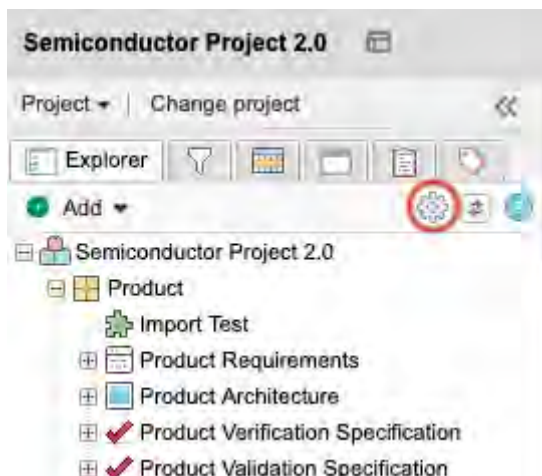 Semiconductor Project 2.0
Project | Change project
Explorer
Add
Semiconductor Project 2.0
Product
Import Test
Product Requirements
Product Architecture
Product Verification Specification
Product Validation Specification